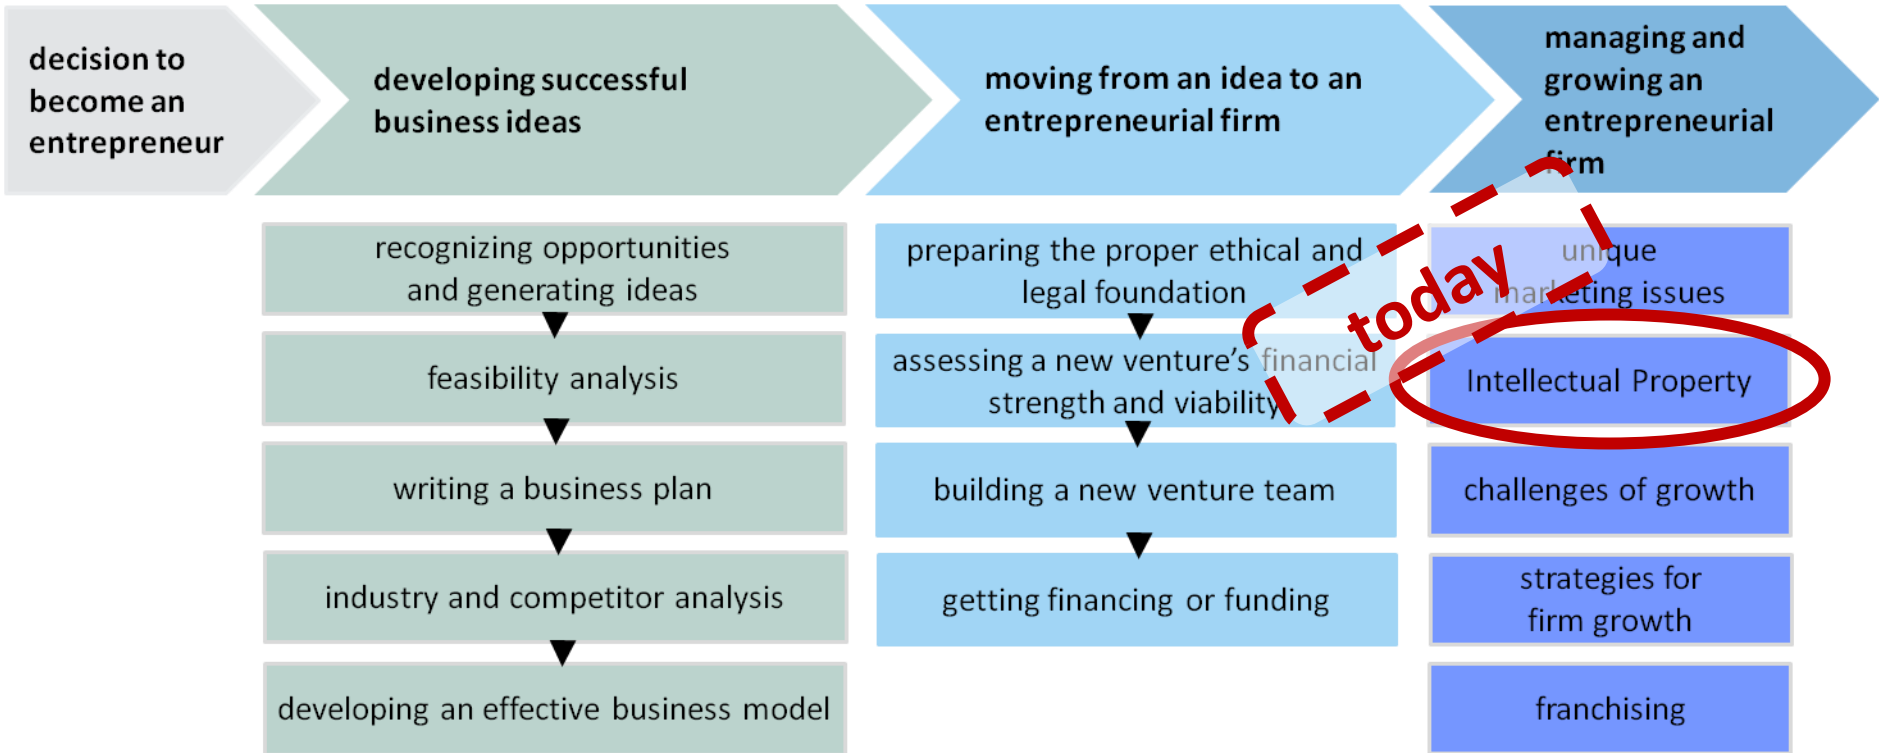 decision to
become an
entrepreneur
developing successful
business ideas
moving from an idea to an
entrepreneurial firm
managing and
growing an
entrepreneurial
firm
recognizing opportunities
and generating ideas
feasibility analysis
writing a business plan
industry and competitor analysis
developing an effective business model
preparing the proper ethical and
legal foundation
assessing a new venture’s financial
strength and viability
building a new venture team
getting financing or funding
today
unique
marketing issues
Intellectual Property
challenges of growth
strategies for
firm growth
franchising